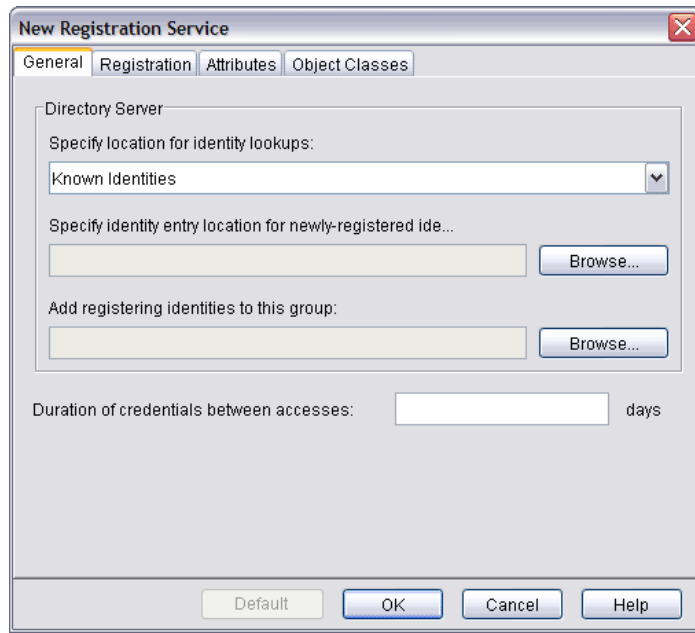 New Registration Service
General Registration Attributes Object Classes
Directory Server
Specify location for identity lookups:
Known Identities
Specify identity entry location for newly-registered ide...
Browse...
Add registering identities to this group:
Browse...
Duration of credentials between accesses: days
Default OK Cancel Help